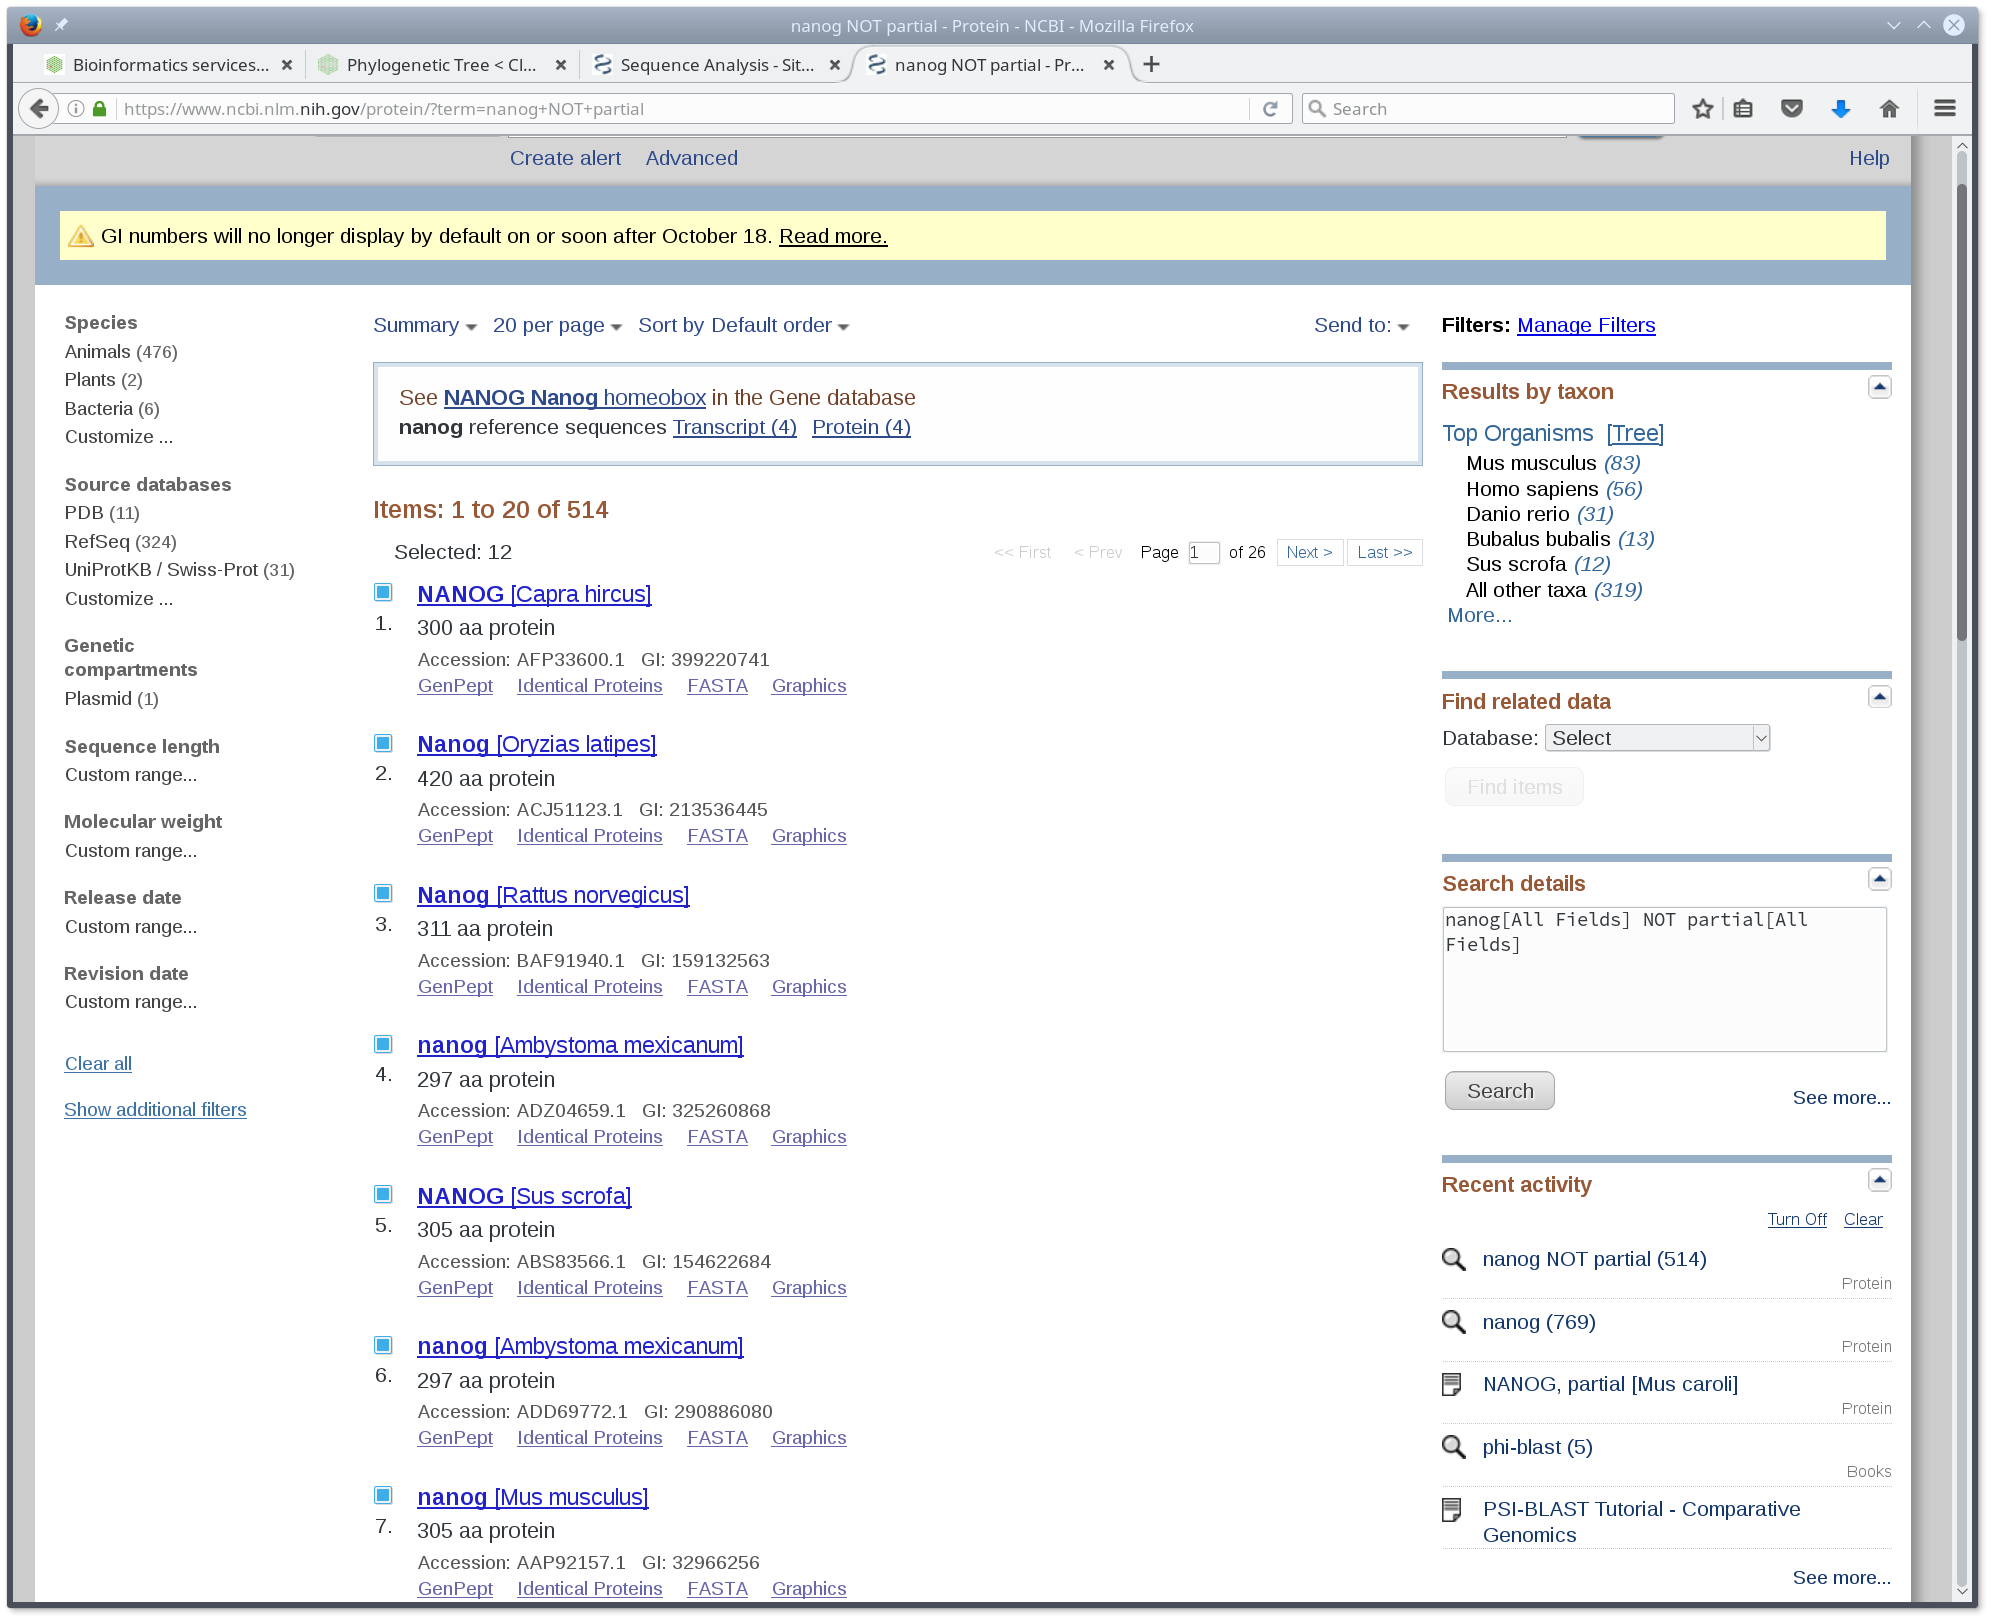 nanog NOT partial - Protein - NCBI - Mozilla Firefox
Bioinformatics services...
Phylogenetic Tree < Cl...
Sequence Analysis - Sit...
nanog NOT partial - Pr...
https://www.ncbi.nlm.nih.gov/protein/?term=nanog+NOT+partial
Search
Create alert Advanced
Help
GI numbers will no longer display by default on or soon after October 18. Read more.
Species
Animals (476)
Plants (2)
Bacteria (6)
Customize ...
Source databases
PDB (11)
RefSeq (324)
UniProtKB / Swiss-Prot (31)
Customize ...
Genetic
compartments
Plasmid (1)
Sequence length
Custom range...
Molecular weight
Custom range...
Release date
Custom range...
Revision date
Custom range...
Clear all
Show additional filters
Summary 20 per page Sort by Default order
Send to:
See NANOG Nanog homeobox in the Gene database
nanog reference sequences Transcript (4) Protein (4)
Items: 1 to 20 of 514
Selected: 12
<< First < Prev Page 1 of 26 Next > Last >>
NANOG [Capra hircus]
1.
300 aa protein
Accession: AFP33600.1 GI: 399220741
GenPept Identical Proteins FASTA Graphics
Nanog [Oryzias latipes]
2.
420 aa protein
Accession: ACJ51123.1 GI: 213536445
GenPept Identical Proteins FASTA Graphics
Nanog [Rattus norvegicus]
3.
311 aa protein
Accession: BAF91940.1 GI: 159132563
GenPept Identical Proteins FASTA Graphics
nanog [Ambystoma mexicanum]
4.
297 aa protein
Accession: ADZ04659.1 GI: 325260868
GenPept Identical Proteins FASTA Graphics
NANOG [Sus scrofa]
5.
305 aa protein
Accession: ABS83566.1 GI: 154622684
GenPept Identical Proteins FASTA Graphics
nanog [Ambystoma mexicanum]
6.
297 aa protein
Accession: ADD69772.1 GI: 290886080
GenPept Identical Proteins FASTA Graphics
nanog [Mus musculus]
7.
305 aa protein
Accession: AAP92157.1 GI: 32966256
GenPept Identical Proteins FASTA Graphics
Filters: Manage Filters
Results by taxon
Top Organisms [Tree]
Mus musculus (83)
Homo sapiens (56)
Danio rerio (31)
Bubalus bubalis (13)
Sus scrofa (12)
All other taxa (319)
More...
Find related data
Database: Select
Find items
Search details
nanog[All Fields] NOT partial[All
Fields]
Search
See more...
Recent activity
Turn Off Clear
nanog NOT partial (514)
Protein
nanog (769)
Protein
NANOG, partial [Mus caroli]
Protein
phi-blast (5)
Books
PSI-BLAST Tutorial - Comparative
Genomics
See more...